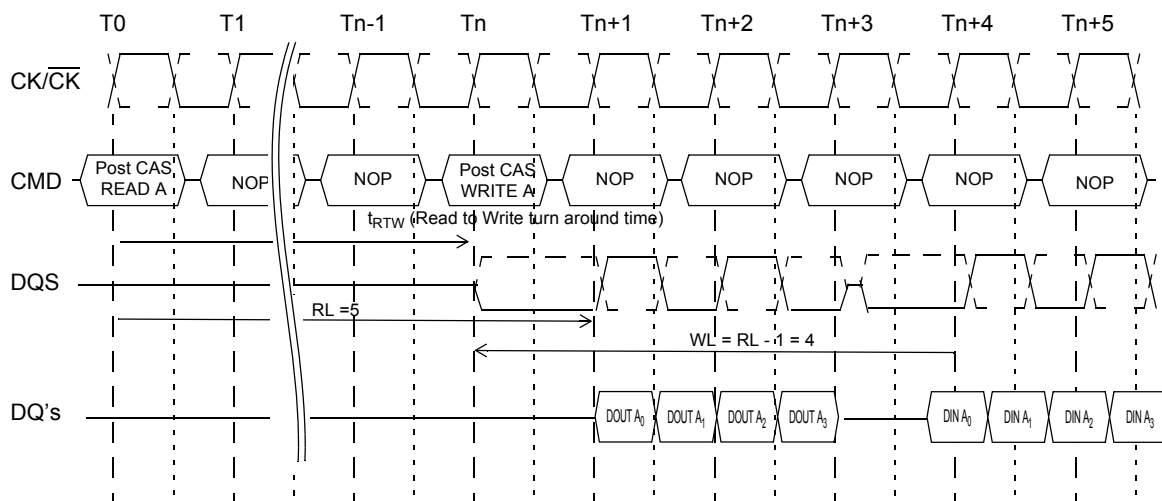 T0 T1 Tn-1 Tn Tn+1 Tn+2 Tn+3 Tn+4 Tn+5
CK/C̅K̅
CMD Post CAS READ A NOP NOP Post CAS WRITE A NOP NOP NOP NOP NOP
tRTW (Read to Write turn around time)
DQS
RL =5
WL = RL - 1 = 4
DQ's DOUT A0 DOUT A1 DOUT A2 DOUT A3 DIN A0 DIN A1 DIN A2 DIN A3